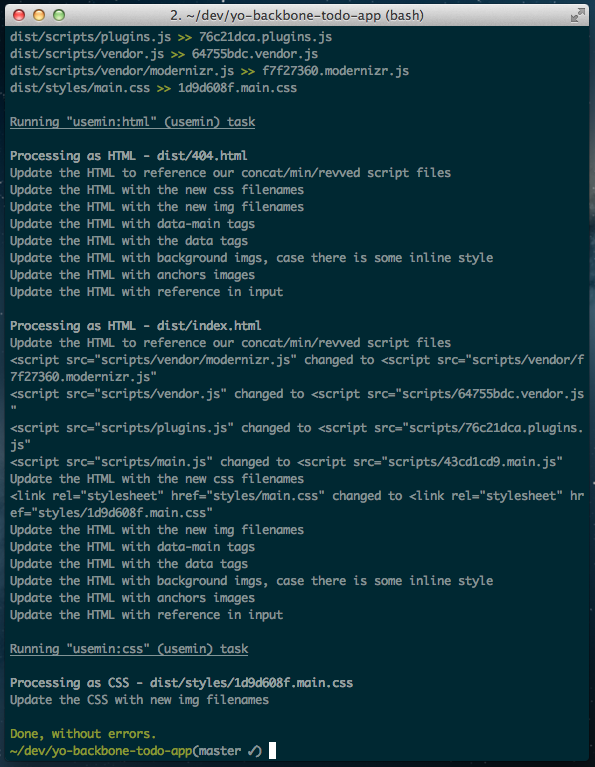 2. ~/dev/yo-backbone-todo-app (bash)
dist/scripts/plugins.js >> 76c21dca.plugins.js
dist/scripts/vendor.js >> 64755bdc.vendor.js
dist/scripts/vendor/modernizr.js >> f7f27360.modernizr.js
dist/styles/main.css >> 1d9d608f.main.css
Running "usemin:html" (usemin) task
Processing as HTML - dist/404.html
Update the HTML to reference our concat/min/revved script files
Update the HTML with the new css filenames
Update the HTML with the new img filenames
Update the HTML with data-main tags
Update the HTML with the data tags
Update the HTML with background imgs, case there is some inline style
Update the HTML with anchors images
Update the HTML with reference in input
Processing as HTML - dist/index.html
Update the HTML to reference our concat/min/revved script files
<script src="scripts/vendor/modernizr.js" changed to <script src="scripts/vendor/f
7f27360.modernizr.js"
<script src="scripts/vendor.js" changed to <script src="scripts/64755bdc.vendor.js
"
<script src="scripts/plugins.js" changed to <script src="scripts/76c21dca.plugins.
js"
<script src="scripts/main.js" changed to <script src="scripts/43cd1cd9.main.js"
Update the HTML with the new css filenames
<link rel="stylesheet" href="styles/main.css" changed to <link rel="stylesheet" hr
ef="styles/1d9d608f.main.css"
Update the HTML with the new img filenames
Update the HTML with data-main tags
Update the HTML with the data tags
Update the HTML with background imgs, case there is some inline style
Update the HTML with anchors images
Update the HTML with reference in input
Running "usemin:css" (usemin) task
Processing as CSS - dist/styles/1d9d608f.main.css
Update the CSS with new img filenames
Done, without errors.
~/dev/yo-backbone-todo-app(master ✓)